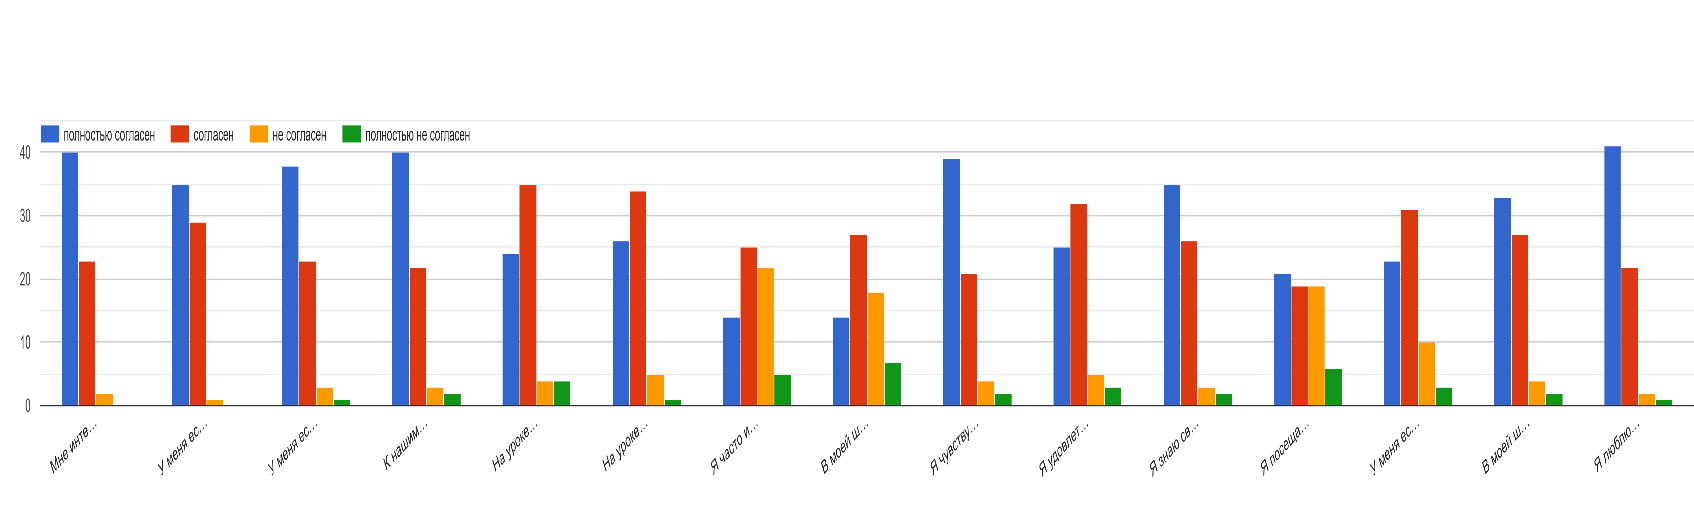 полностью согласен согласен не согласен полностью не согласен
40
30
20
10
0
Мне инте...
У меня ес...
У меня ес...
К нашим...
На уроке...
На уроке...
Я часто и...
В моей ш...
Я чувству...
Я удовлет...
Я знаю св...
Я посеща...
У меня ес...
В моей ш...
Я люблю...